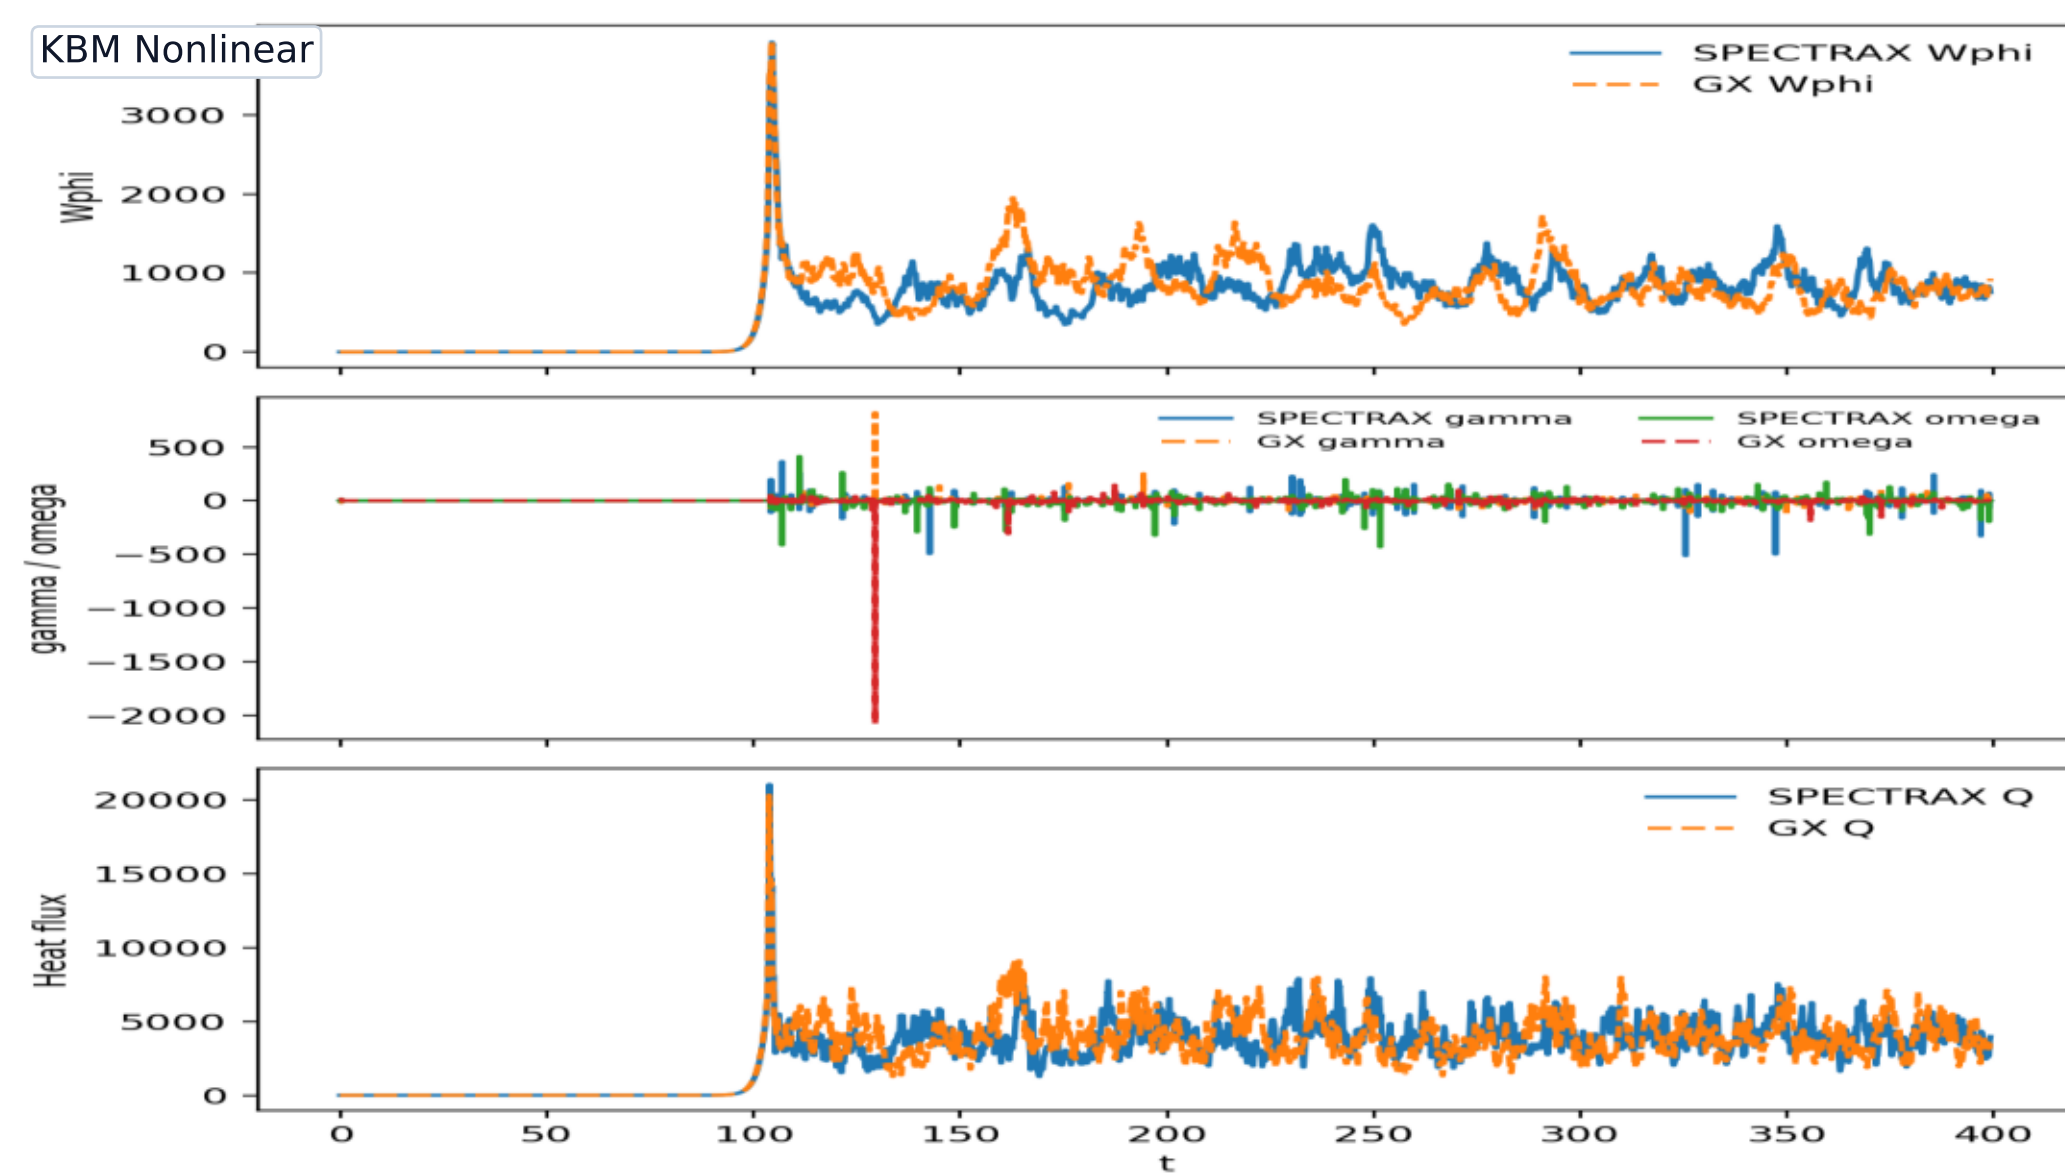 KBM Nonlinear
SPECTRAX Wphi
GX Wphi
3000
2000
1000
0
Wphi
SPECTRAX gamma
GX gamma
SPECTRAX omega
GX omega
500
0
−500
−1000
−1500
−2000
gamma / omega
SPECTRAX Q
GX Q
20000
15000
10000
5000
0
Heat flux
0 50 100 150 200 250 300 350 400
t